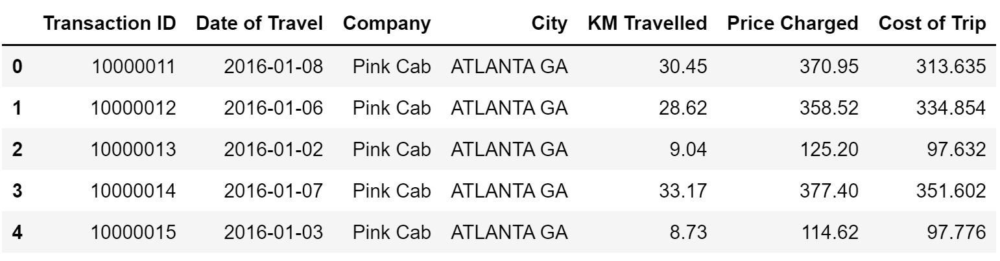 Transaction ID Date of Travel Company City KM Travelled Price Charged Cost of Trip
0 10000011 2016-01-08 Pink Cab ATLANTA GA 30.45 370.95 313.635
1 10000012 2016-01-06 Pink Cab ATLANTA GA 28.62 358.52 334.854
2 10000013 2016-01-02 Pink Cab ATLANTA GA 9.04 125.20 97.632
3 10000014 2016-01-07 Pink Cab ATLANTA GA 33.17 377.40 351.602
4 10000015 2016-01-03 Pink Cab ATLANTA GA 8.73 114.62 97.776